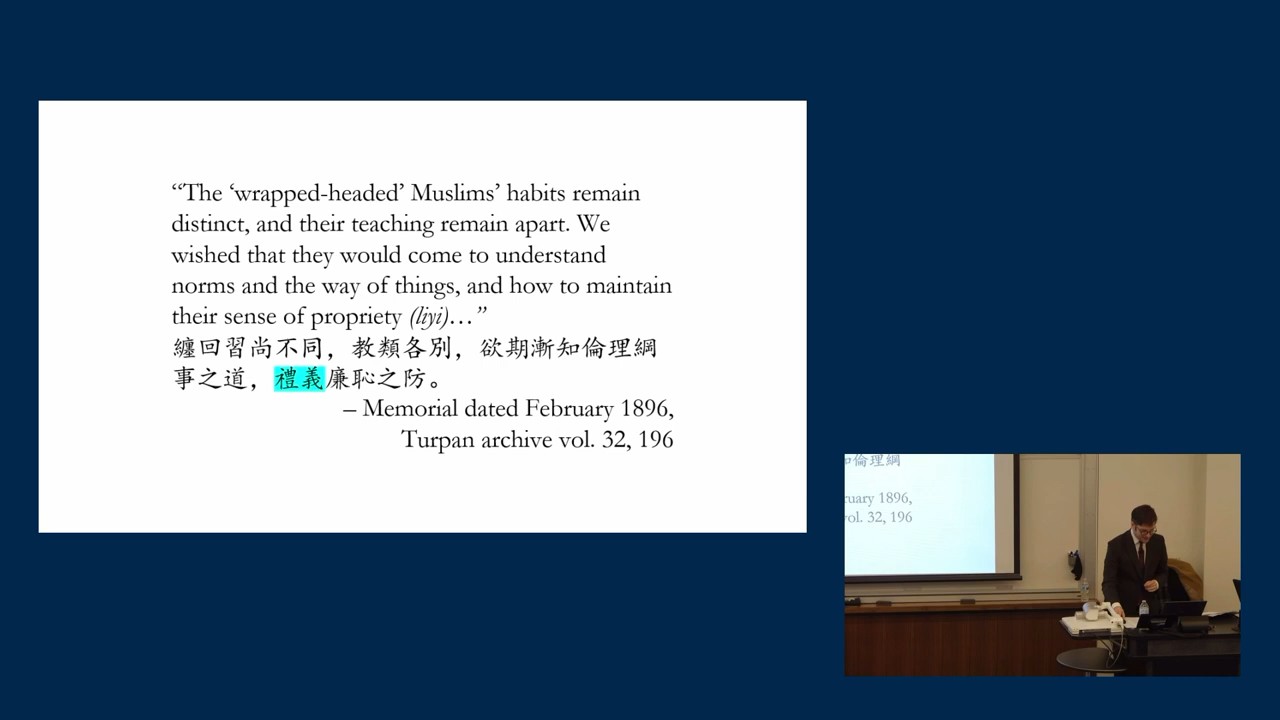 “The ‘wrapped-headed’ Muslims’ habits remain
distinct, and their teaching remain apart. We
wished that they would come to understand
norms and the way of things, and how to maintain
their sense of propriety (liyi)…”
纏回習尚不同，教類各別，欲期漸知倫理綱
事之道，禮義廉恥之防。
– Memorial dated February 1896,
Turpan archive vol. 32, 196
倫理綱
ruary 1896,
vol. 32, 196